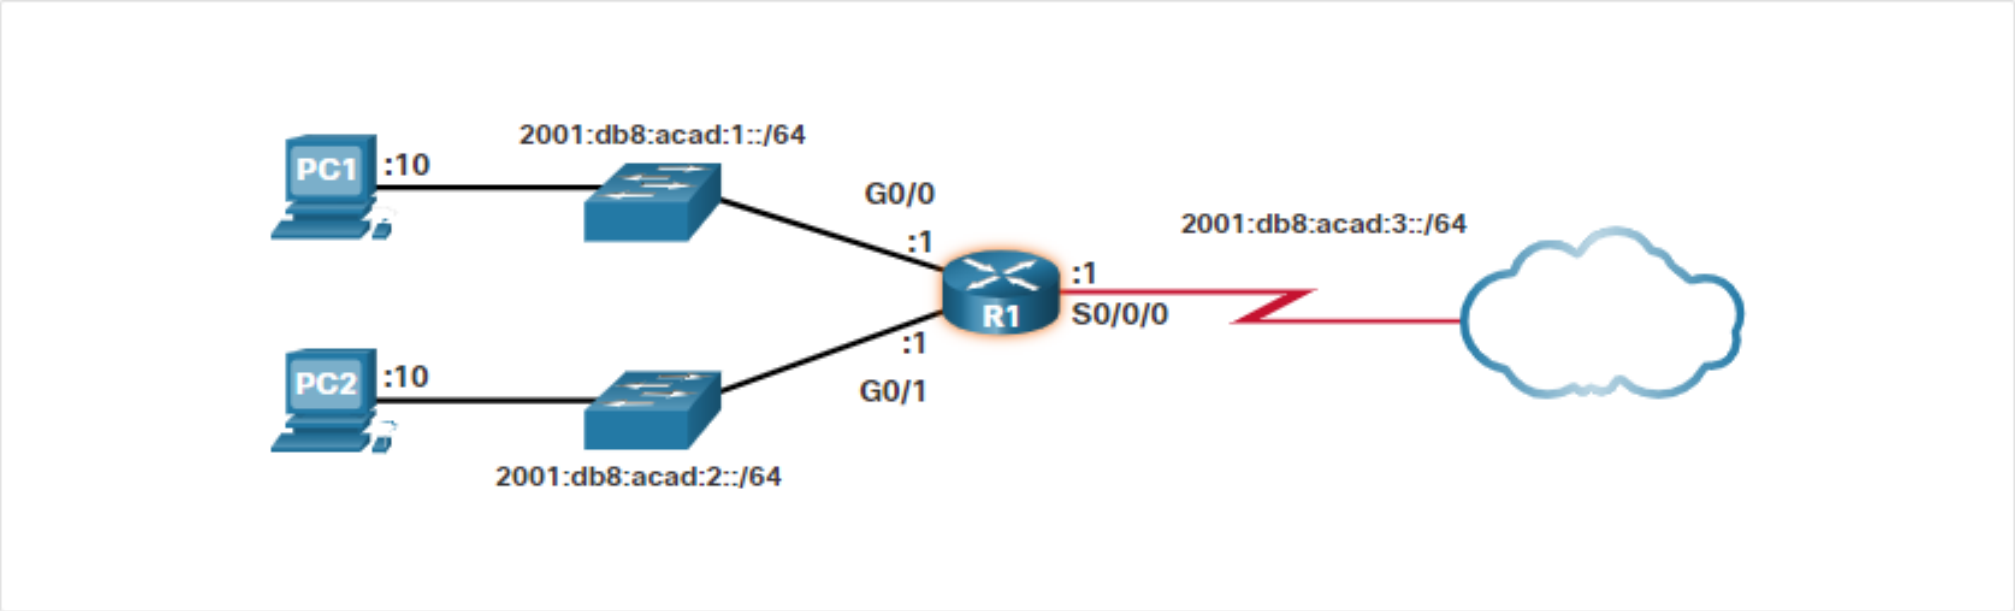 2001:db8:acad:1::/64
PC1
:10
G0/0
:1
2001:db8:acad:3::/64
:1
R1
S0/0/0
:1
G0/1
PC2
:10
2001:db8:acad:2::/64